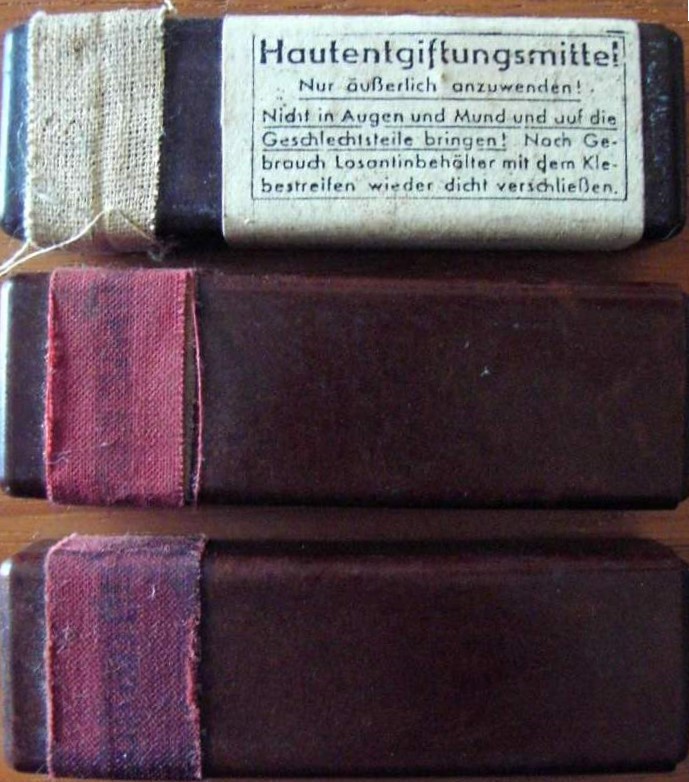 Hautentgiftungsmittel
Nur äußerlich anzuwenden!
Nicht in Augen und Mund und auf die
Geschlechtsteile bringen! Nach Ge-
brauch Losantinbehälter mit dem Kle-
bestreifen wieder dicht verschließen.